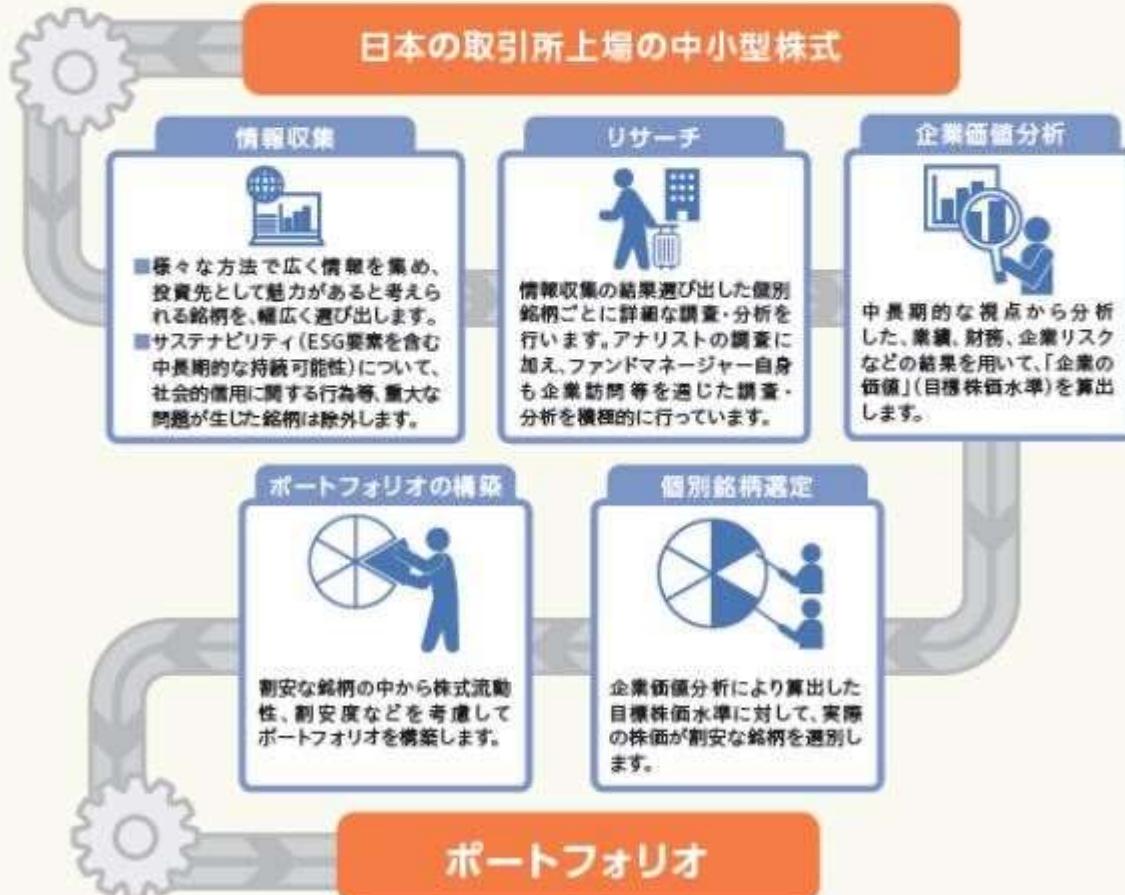 日本の取引所上場の中小型株式
情報収集
■様々な方法で広く情報を集め、
投資先として魅力があると考えら
れる銘柄を、幅広く選び出します。
■サステナビリティ(ESG要素を含む
中長期的な持続可能性)について、
社会的信用に関する行為等、重大な
問題が生じた銘柄は除外します。
リサーチ
情報収集の結果選び出した個別
銘柄ごとに詳細な調査・分析を
行います。アナリストの調査に
加え、ファンドマネージャー自身
も企業訪問等を通じた調査・
分析を積極的に行っています。
企業価値分析
中長期的な視点から分析
した、業績、財務、企業リスク
などの結果を用いて、「企業の
価値」(目標株価水準)を算出
します。
個別銘柄選定
企業価値分析により算出した
目標株価水準に対して、実際
の株価が割安な銘柄を選別し
ます。
ポートフォリオの構築
割安な銘柄の中から株式流動
性、割安度などを考慮して
ポートフォリオを構築します。
ポートフォリオ